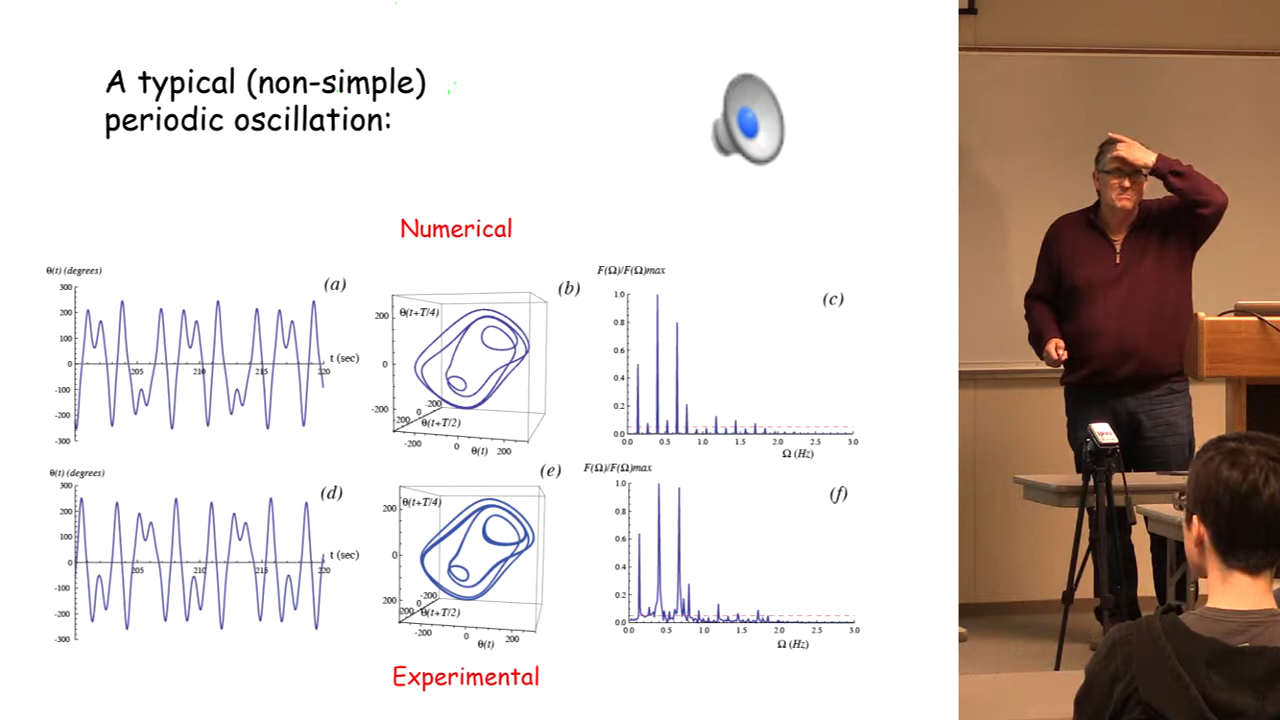 A typical (non-simple)
periodic oscillation:
Numerical
θ(t) (degrees)
(a)
300
200
100
0
-100
-200
-300
205
210
215
220
t (sec)
(b)
θ(t+T/4)
200
0
-200
θ(t+T/2)
-200
0
200
-200
0
200
θ(t)
F(Ω)/F(Ω)max
(c)
1.0
0.8
0.6
0.4
0.2
0.0
0.0 0.5 1.0 1.5 2.0 2.5 3.0
Ω (Hz)
θ(t) (degrees)
(d)
300
200
100
0
-100
-200
-300
205
210
215
220
t (sec)
(e)
θ(t+T/4)
200
0
200
θ(t+T/2)
-200
0
200
-200
0
200
θ(t)
F(Ω)/F(Ω)max
(f)
1.0
0.8
0.6
0.4
0.2
0.0
0.0 0.5 1.0 1.5 2.0 2.5 3.0
Ω (Hz)
Experimental